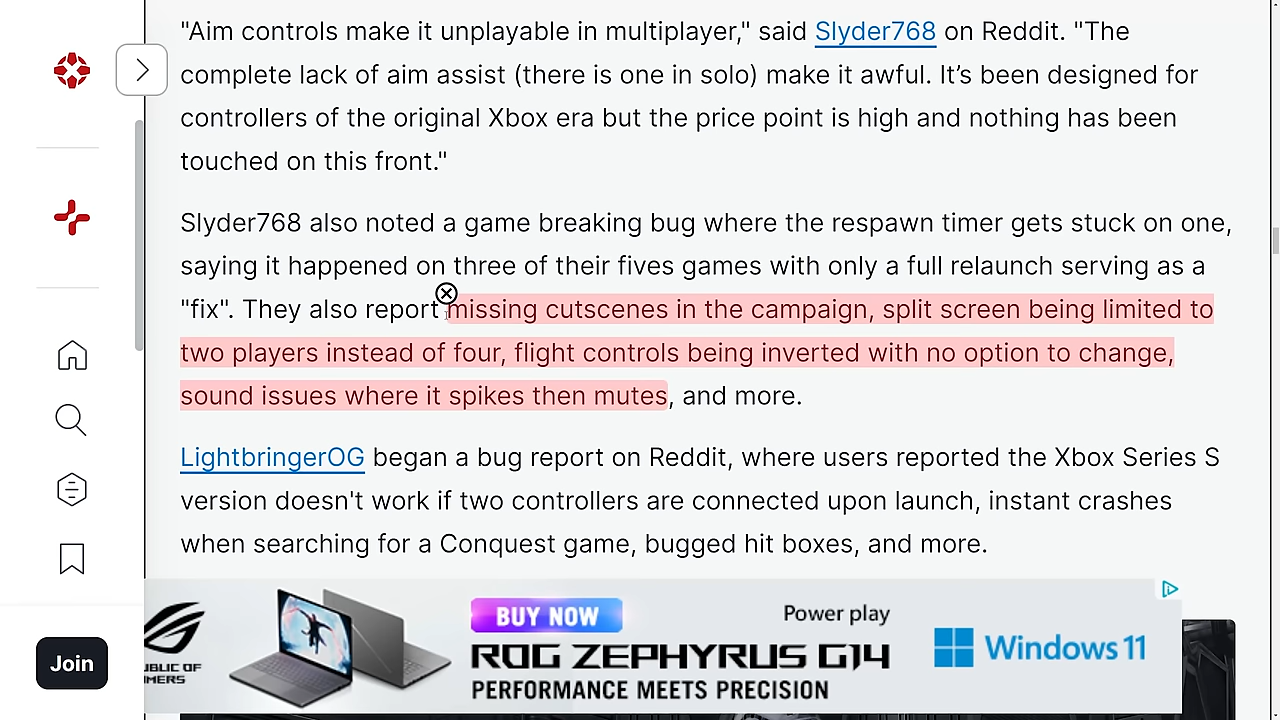 "Aim controls make it unplayable in multiplayer," said Slyder768 on Reddit. "The
complete lack of aim assist (there is one in solo) make it awful. It’s been designed for
controllers of the original Xbox era but the price point is high and nothing has been
touched on this front."
Slyder768 also noted a game breaking bug where the respawn timer gets stuck on one,
saying it happened on three of their fives games with only a full relaunch serving as a
"fix". They also report missing cutscenes in the campaign, split screen being limited to
two players instead of four, flight controls being inverted with no option to change,
sound issues where it spikes then mutes, and more.
LightbringerOG began a bug report on Reddit, where users reported the Xbox Series S
version doesn't work if two controllers are connected upon launch, instant crashes
when searching for a Conquest game, bugged hit boxes, and more.
Join
UBLIC OF
MERS
BUY NOW
ROG ZEPHYRUS G14
PERFORMANCE MEETS PRECISION
Power play
Windows 11